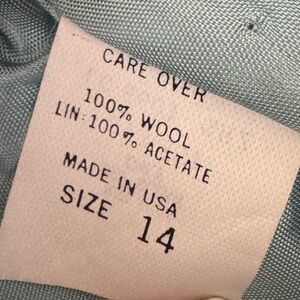 CARE OVER
100% WOOL
LIN: 100% ACETATE
MADE IN USA
SIZE 14